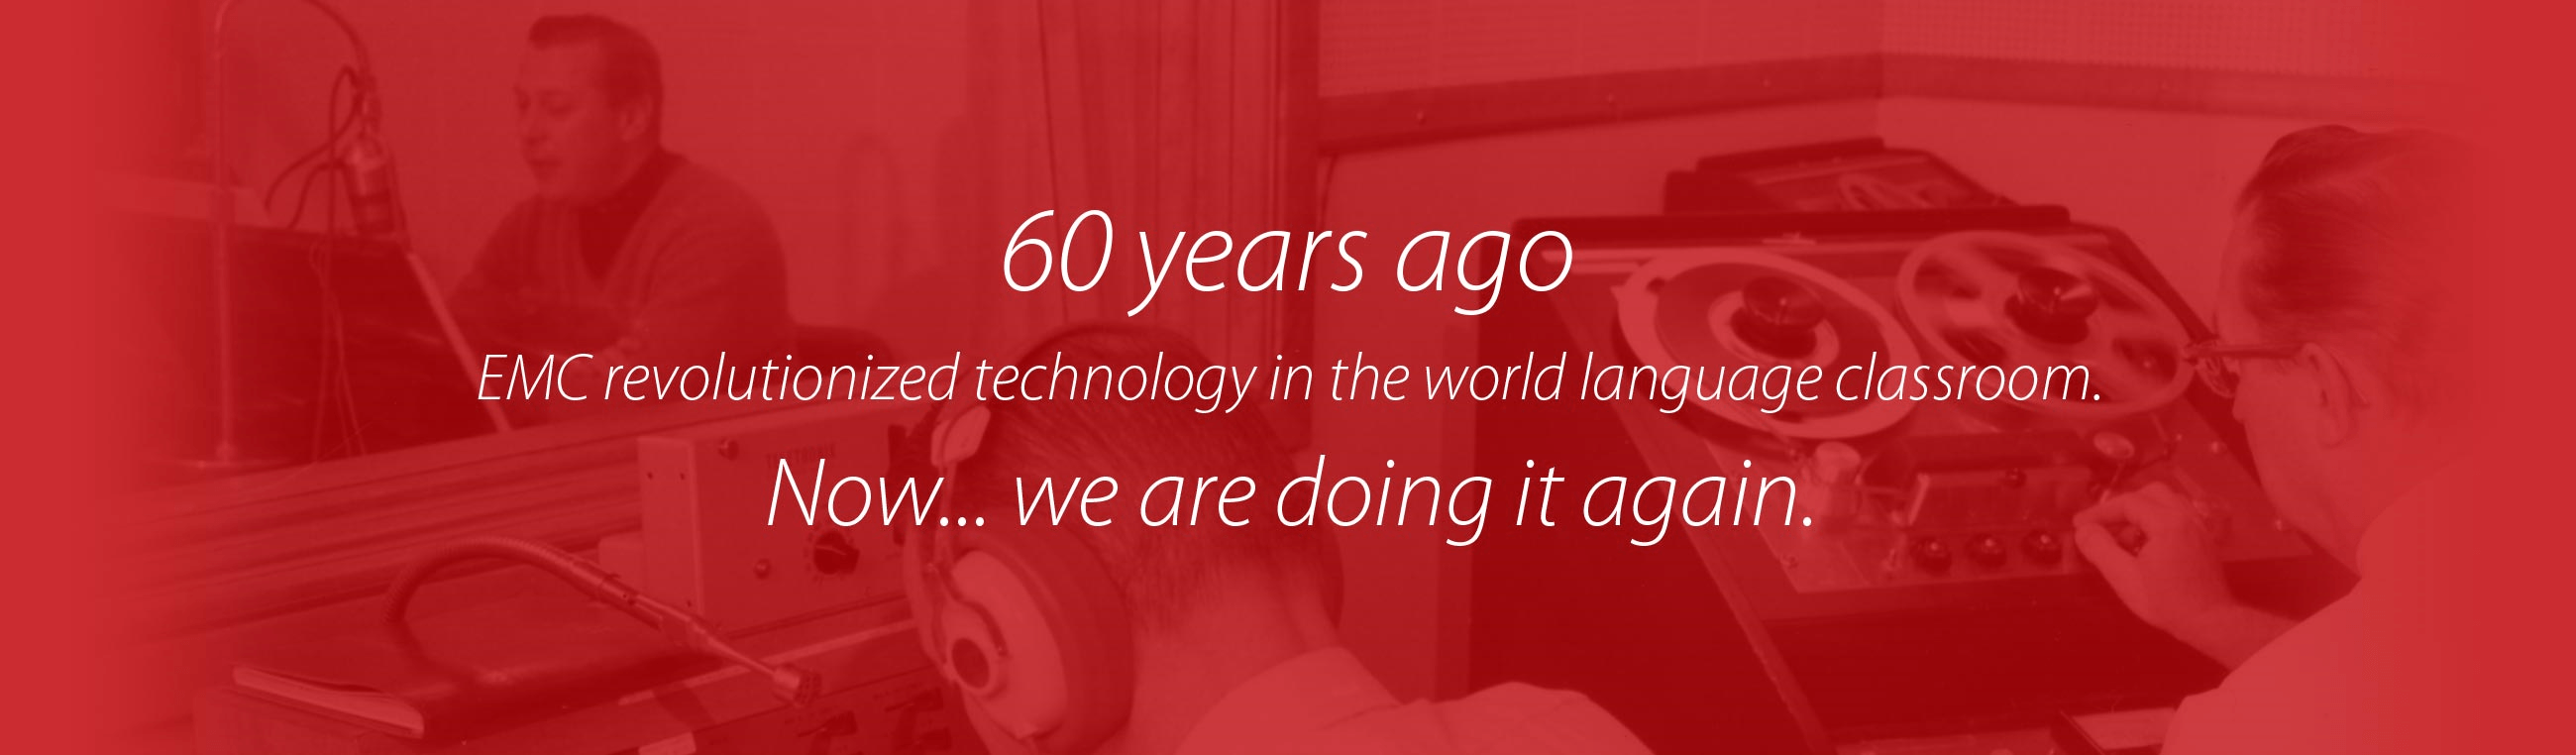 60 years ago
EMC revolutionized technology in the world language classroom.
Now... we are doing it again.